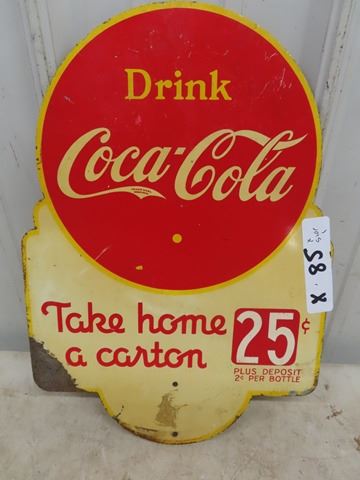 Drink
Coca-Cola
Take home
a carton
25¢
PLUS DEPOSIT
2¢ PER BOTTLE
X·85